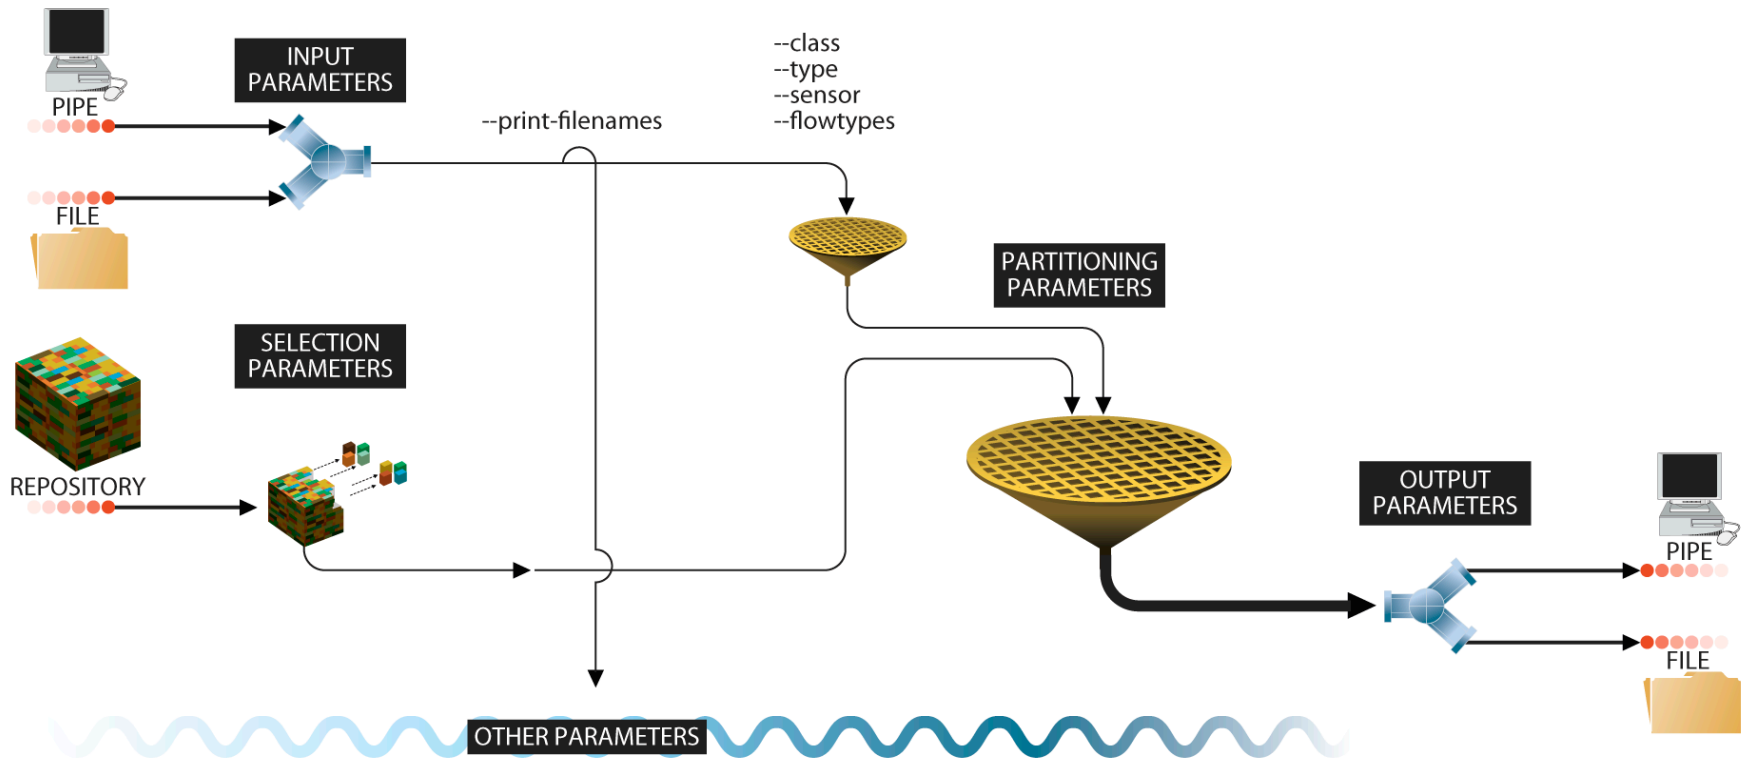 INPUT
PARAMETERS
PIPE
FILE
--print-filenames
--class
--type
--sensor
--flowtypes
PARTITIONING
PARAMETERS
SELECTION
PARAMETERS
REPOSITORY
OUTPUT
PARAMETERS
PIPE
FILE
OTHER PARAMETERS